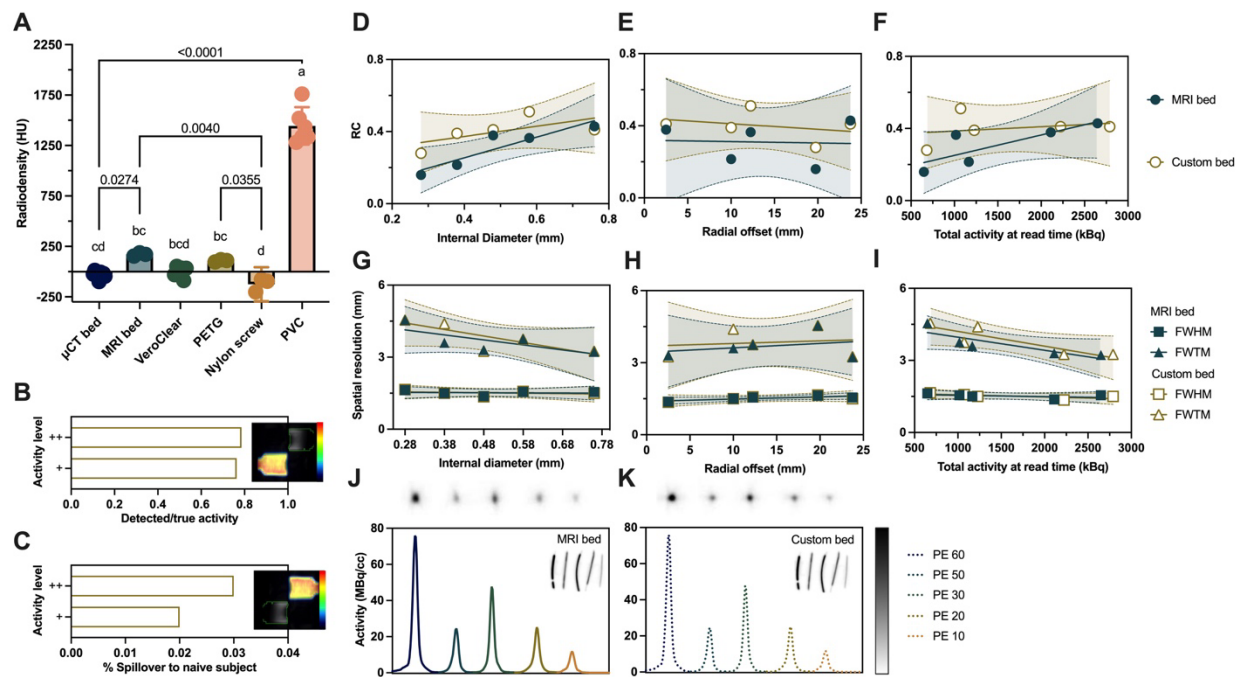 A
Radiodensity (HU)
2250
1750
1250
750
250
-250
<0.0001
0.0040
0.0274
0.0355
a
cd
bc
bcd
bc
d
µCT bed
MRI bed
VeroClear
PETG
Nylon screw
PVC
B
Activity level
++
+
0.0
0.2
0.4
0.6
0.8
1.0
Detected/true activity
C
Activity level
++
+
0.00
0.01
0.02
0.03
0.04
% Spillover to naive subject
D
RC
0.8
0.4
0.0
0.2
0.4
0.6
0.8
Internal Diameter (mm)
E
0.8
0.4
0.0
0
5
10
15
20
25
Radial offset (mm)
F
0.8
0.4
0.0
500
1000
1500
2000
2500
3000
Total activity at read time (kBq)
MRI bed
Custom bed
G
Spatial resolution (mm)
6
3
0
0.28
0.38
0.48
0.58
0.68
0.78
Internal diameter (mm)
H
6
3
0
0
5
10
15
20
25
Radial offset (mm)
I
6
3
0
500
1000
1500
2000
2500
3000
Total activity at read time (kBq)
MRI bed
FWHM
FWTM
Custom bed
FWHM
FWTM
J
Activity (MBq/cc)
80
60
40
20
0
MRI bed
K
80
60
40
20
0
Custom bed
PE 60
PE 50
PE 30
PE 20
PE 10